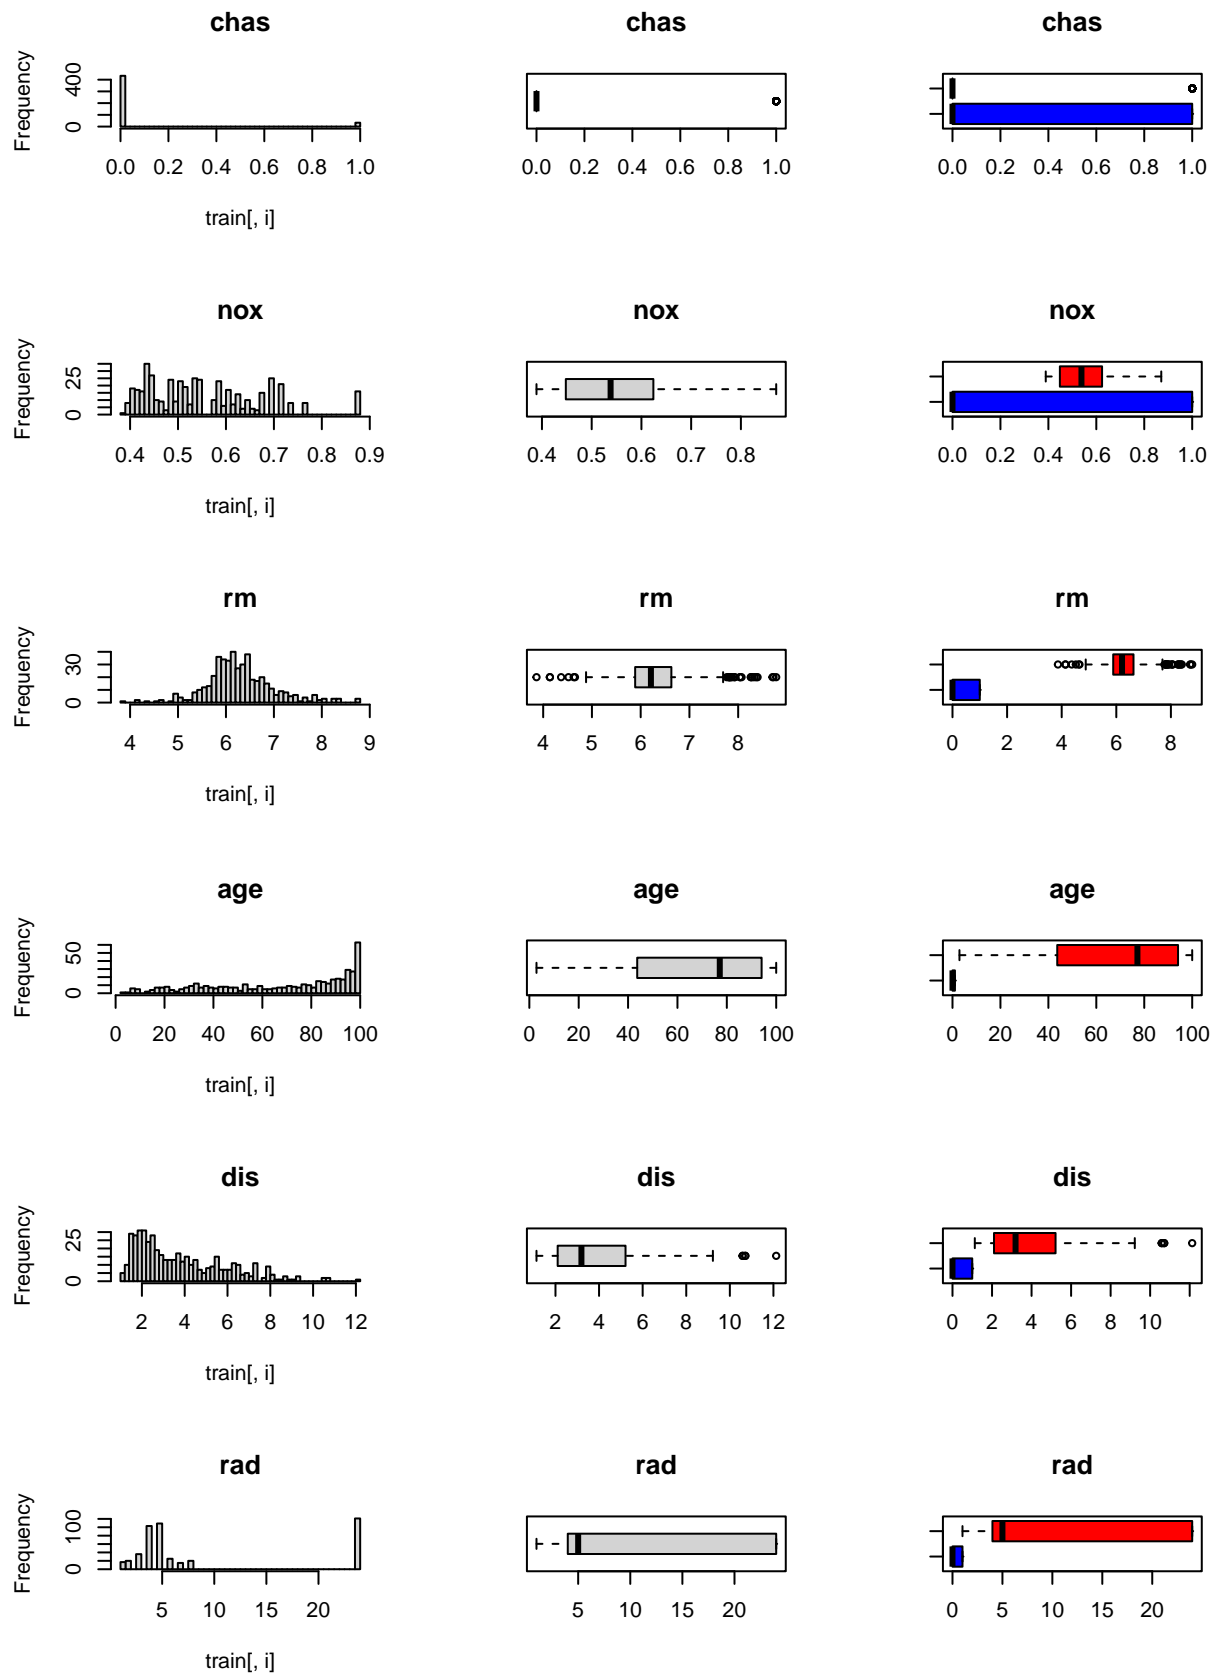 chas chas chas
Frequency
0 400
0.0 0.2 0.4 0.6 0.8 1.0 0.0 0.2 0.4 0.6 0.8 1.0 0.0 0.2 0.4 0.6 0.8 1.0
train[, i]
nox nox nox
Frequency
0 25
0.4 0.5 0.6 0.7 0.8 0.9 0.4 0.5 0.6 0.7 0.8 0.0 0.2 0.4 0.6 0.8 1.0
train[, i]
rm rm rm
Frequency
0 30
4 5 6 7 8 9 4 5 6 7 8 0 2 4 6 8
train[, i]
age age age
Frequency
0 50
0 20 40 60 80 100 0 20 40 60 80 100 0 20 40 60 80 100
train[, i]
dis dis dis
Frequency
0 25
2 4 6 8 10 12 2 4 6 8 10 12 0 2 4 6 8 10
train[, i]
rad rad rad
Frequency
0 100
5 10 15 20 5 10 15 20 0 5 10 15 20
train[, i]